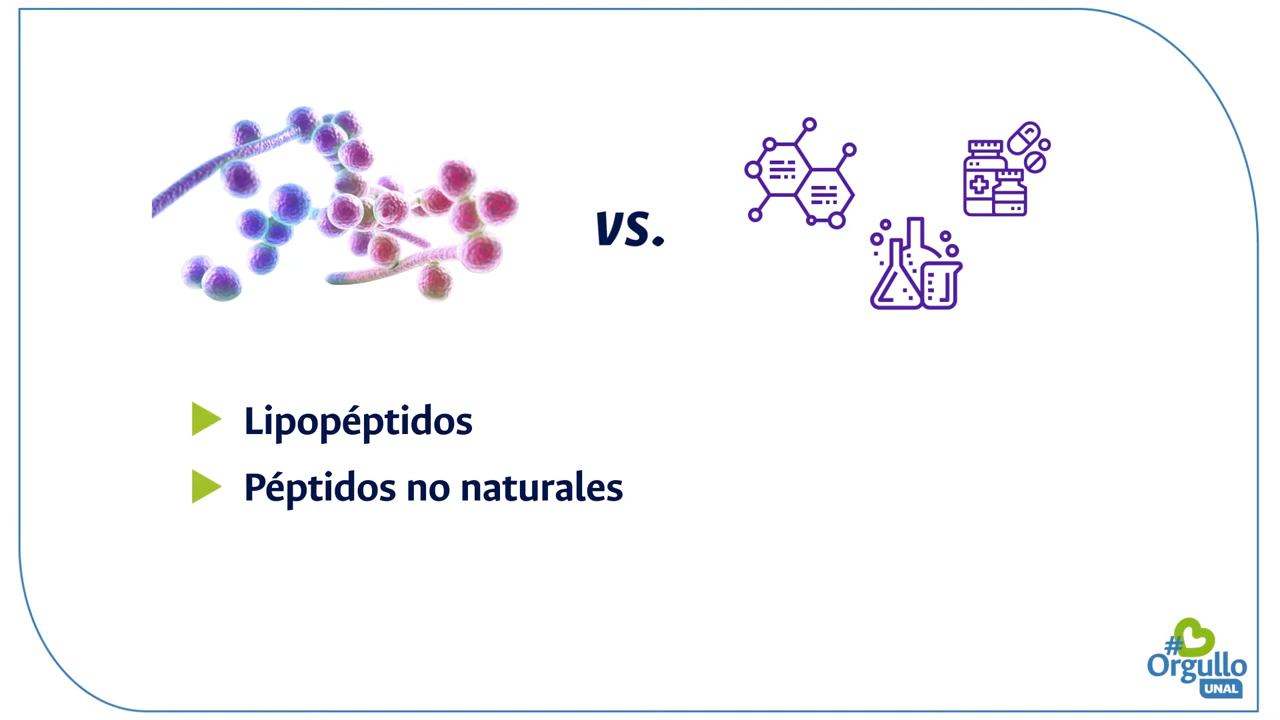 vs.
Lipopéptidos
Péptidos no naturales
#
Orgullo
UNAL